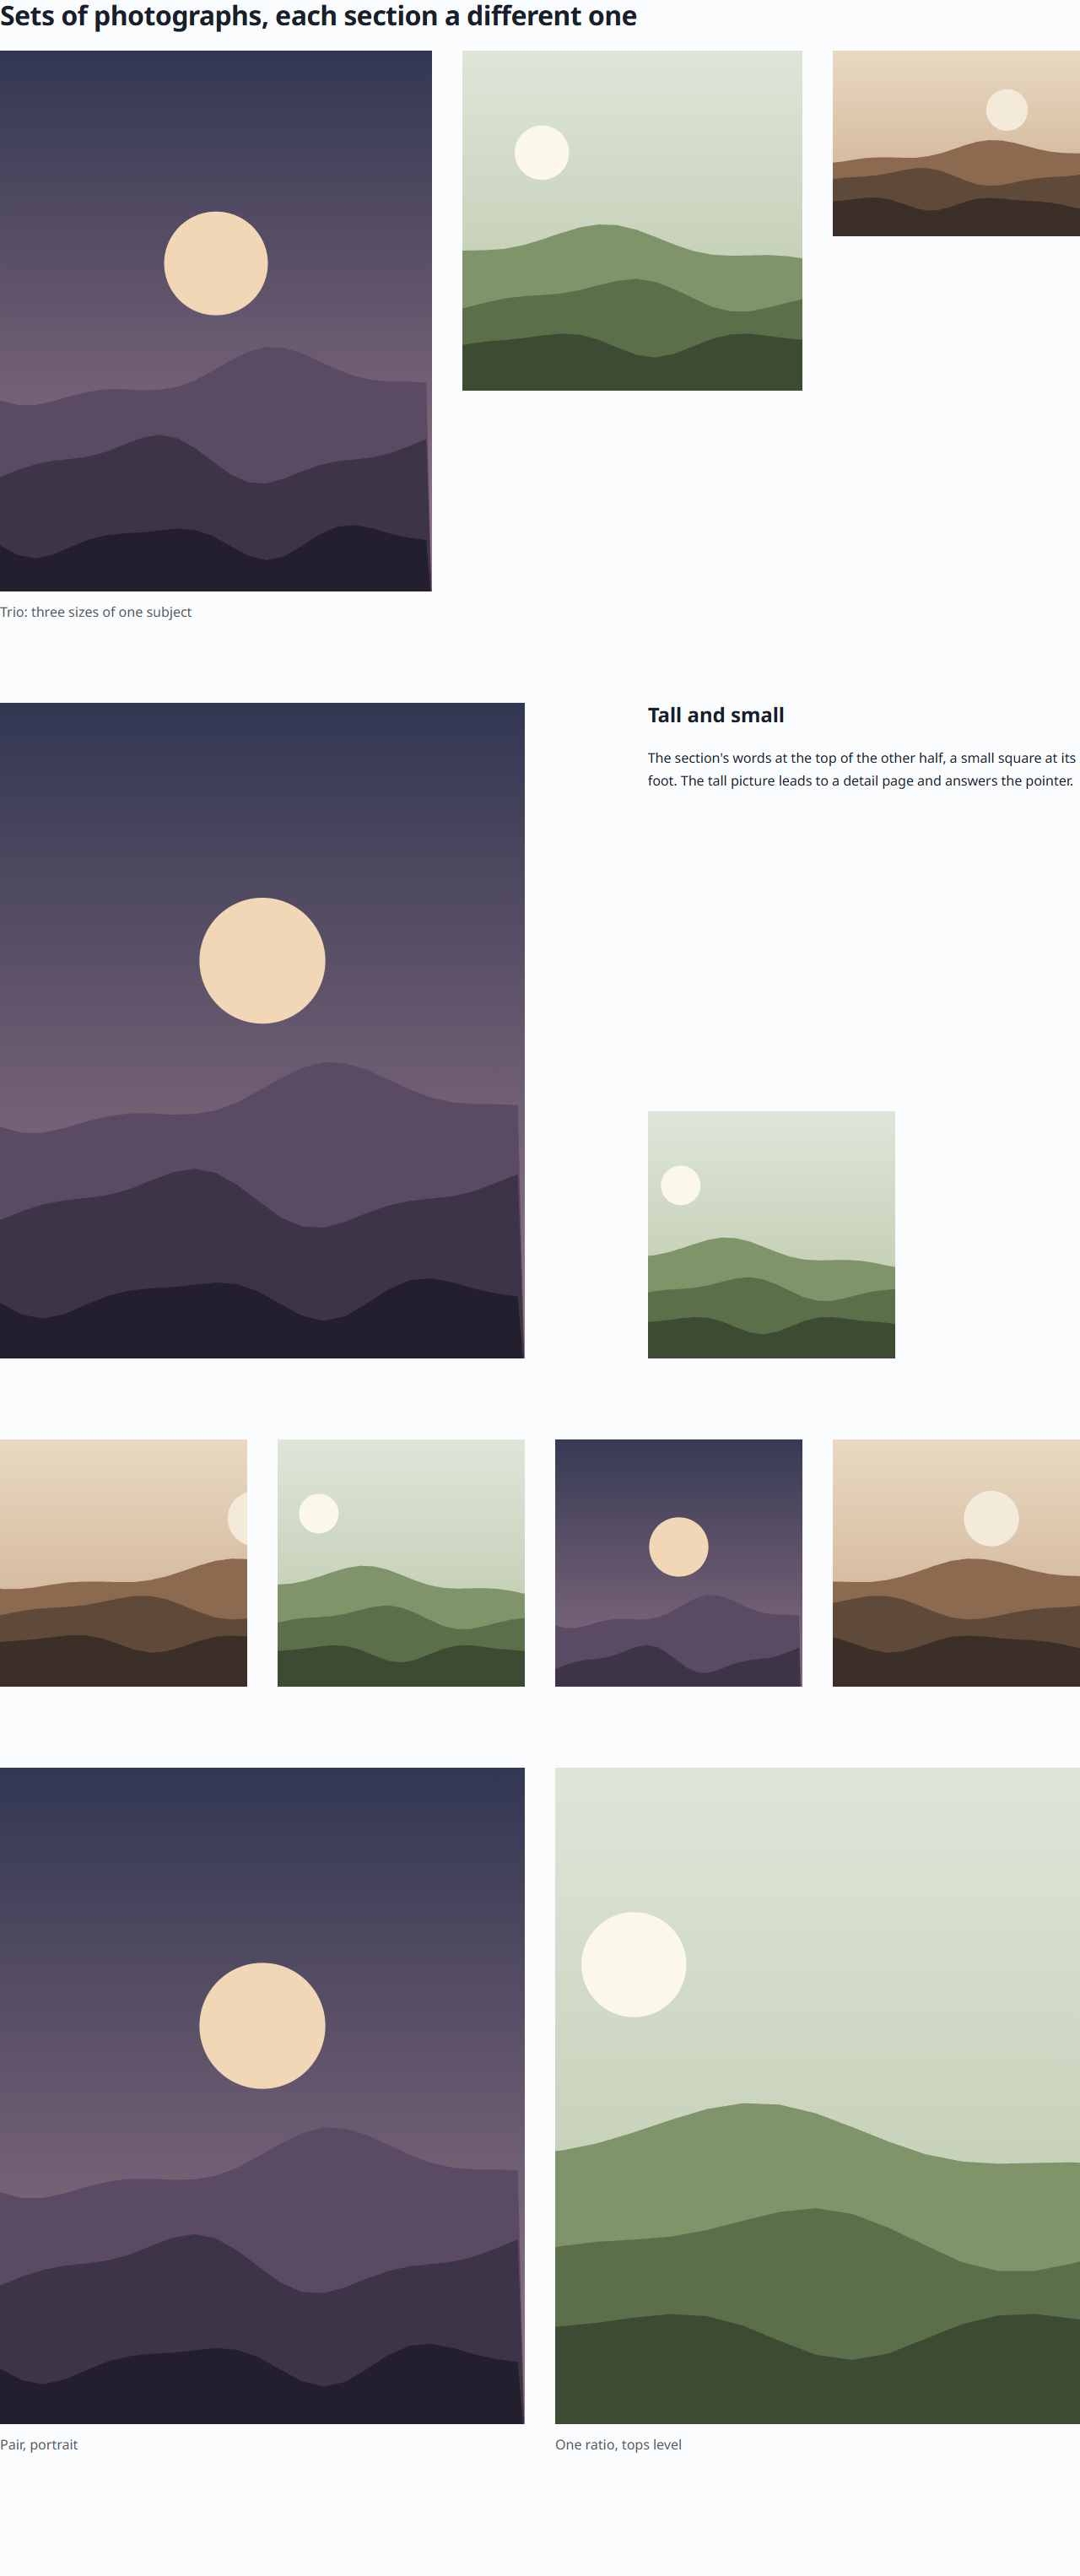 Sets of photographs, each section a different one
Trio: three sizes of one subject
Tall and small
The section's words at the top of the other half, a small square at its
foot. The tall picture leads to a detail page and answers the pointer.
Pair, portrait
One ratio, tops level